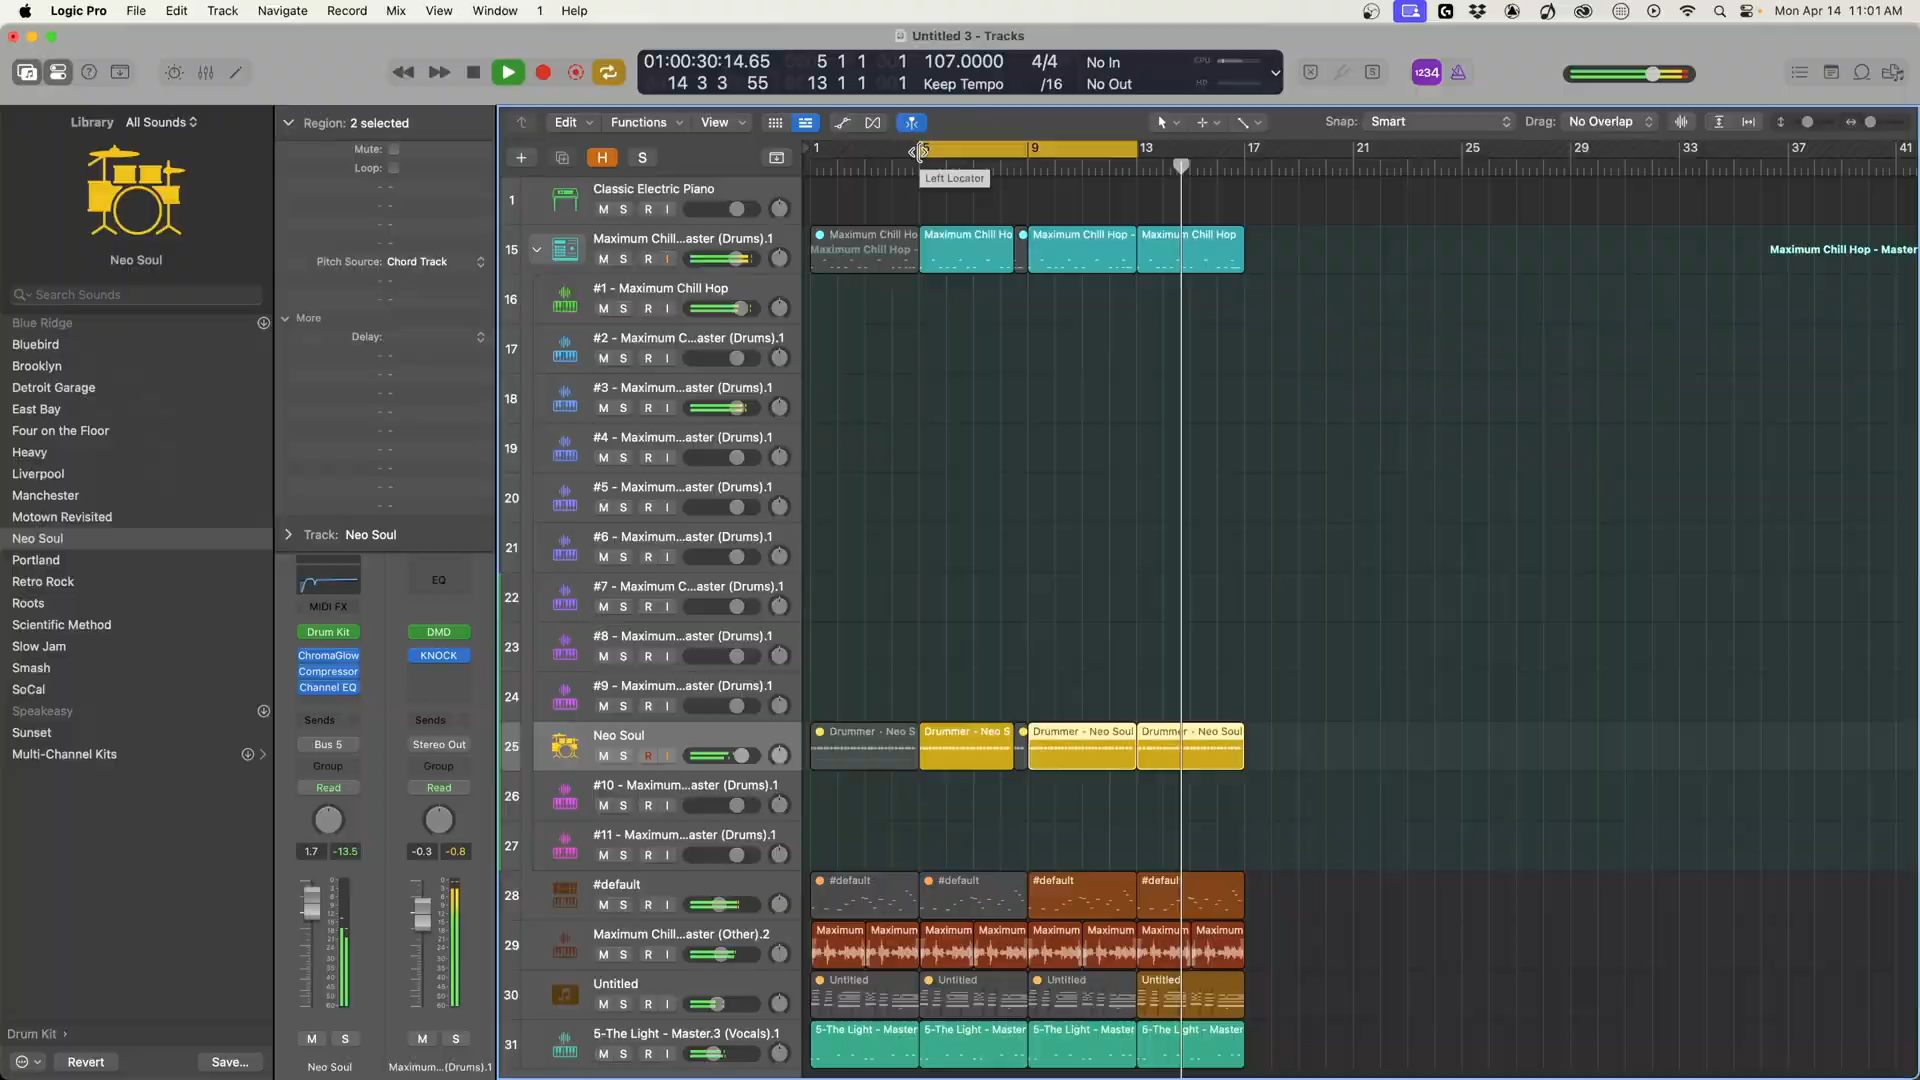 Logic Pro File Edit Track Navigate Record Mix View Window 1 Help Mon Apr 14 11:01 AM
Untitled 3 - Tracks
01:00:30:14.65 5 1 1 1 107.0000 4/4 No In CPU
14 3 3 55 13 1 1 1 Keep Tempo /16 No Out HD
1234
Library All Sounds
Neo Soul
Search Sounds
Blue Ridge
Bluebird
Brooklyn
Detroit Garage
East Bay
Four on the Floor
Heavy
Liverpool
Manchester
Motown Revisited
Neo Soul
Portland
Retro Rock
Roots
Scientific Method
Slow Jam
Smash
SoCal
Speakeasy
Sunset
Multi-Channel Kits
Drum Kit
Revert Save...
Region: 2 selected
Mute:
Loop:
Pitch Source: Chord Track
More
Delay:
Track: Neo Soul
EQ
MIDI FX
Drum Kit DMD
ChromaGlow KNOCK
Compressor
Channel EQ
Sends Sends
Bus 5 Stereo Out
Group Group
Read Read
1.7 -13.5 -0.3 -0.8
M S M S
Neo Soul Maximum...(Drums).1
Edit Functions View Snap: Smart Drag: No Overlap
H S
1 5 9 13 17 21 25 29 33 37 41
Left Locator
1 Classic Electric Piano
M S R I
15 Maximum Chill...aster (Drums).1
M S R I
Maximum Chill Ho Maximum Chill Ho Maximum Chill Hop - Maximum Chill Hop
Maximum Chill Hop - Maximum Chill Hop - Master
16 #1 - Maximum Chill Hop
M S R I
17 #2 - Maximum C...aster (Drums).1
M S R I
18 #3 - Maximum...aster (Drums).1
M S R I
19 #4 - Maximum...aster (Drums).1
M S R I
20 #5 - Maximum...aster (Drums).1
M S R I
21 #6 - Maximum...aster (Drums).1
M S R I
22 #7 - Maximum C...aster (Drums).1
M S R I
23 #8 - Maximum...aster (Drums).1
M S R I
24 #9 - Maximum...aster (Drums).1
M S R I
25 Neo Soul
M S R I
Drummer - Neo S Drummer - Neo S Drummer - Neo Soul Drummer - Neo Soul
26 #10 - Maximum...aster (Drums).1
M S R I
27 #11 - Maximum...aster (Drums).1
M S R I
28 #default
M S R I
#default #default #default #defaul
29 Maximum Chill...aster (Other).2
M S R I
Maximum Maximum Maximum Maximum Maximum Maximum Maximum Maximum
30 Untitled
M S R I
Untitled Untitled Untitled Untitled
31 5-The Light - Master.3 (Vocals).1
M S R I
5-The Light - Master 5-The Light - Master 5-The Light - Master 5-The Light - Master